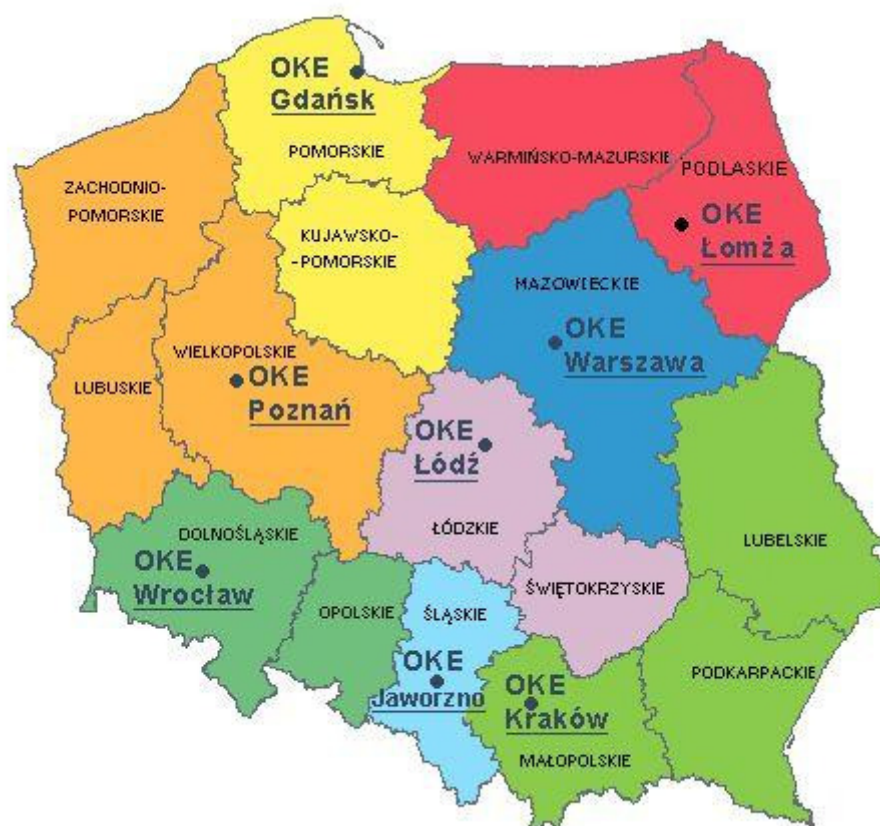 OKE
Gdańsk
POMORSKIE
WARMIŃSKO-MAZURSKIE
PODLASKIE
ZACHODNIO-
POMORSKIE
OKE
Łomża
KUJAWSKO-
-POMORSKIE
MAZOWIECKIE
OKE
Warszawa
WIELKOPOLSKIE
LUBUSKIE
OKE
Poznań
OKE
Łódź
DOLNOŚLĄSKIE
ŁÓDZKIE
LUBELSKIE
OKE
Wrocław
OPOLSKIE
ŚLĄSKIE
ŚWIĘTOKRZYSKIE
OKE
Jaworzno
OKE
Kraków
PODKARPACKIE
MAŁOPOLSKIE